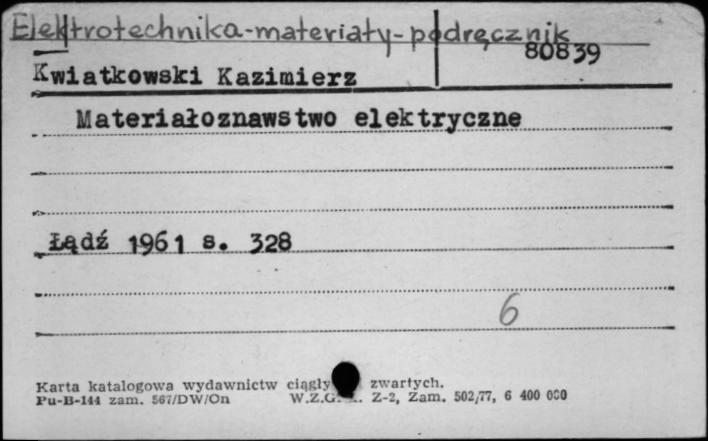 Elektrotechnika-materiały-podręcznik
80839
Kwiatkowski Kazimierz
Materiałoznawstwo elektryczne
Łądź 1961 s. 328
6
Karta katalogowa wydawnictw ciągły zwartych.
Pu-B-144 zam. 567/DW/On W.Z.G. Z-2, Zam. 502/77, 6 400 000